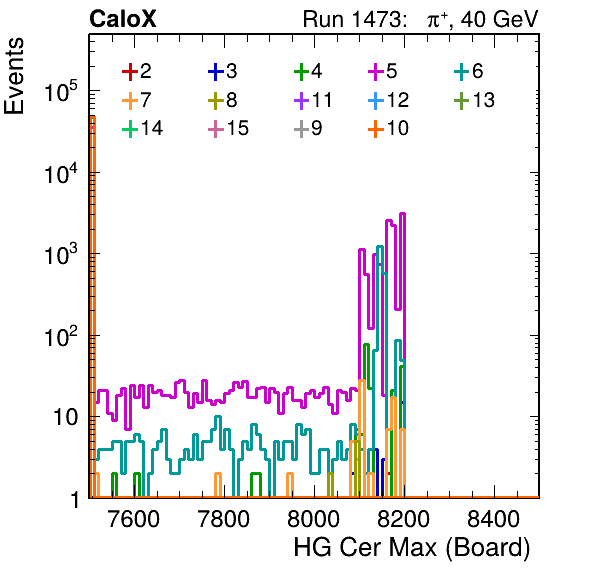 CaloX Run 1473: π⁺, 40 GeV
Events
2 3 4 5 6
7 8 11 12 13
14 15 9 10
10⁵
10⁴
10³
10²
10
1
7600 7800 8000 8200 8400
HG Cer Max (Board)